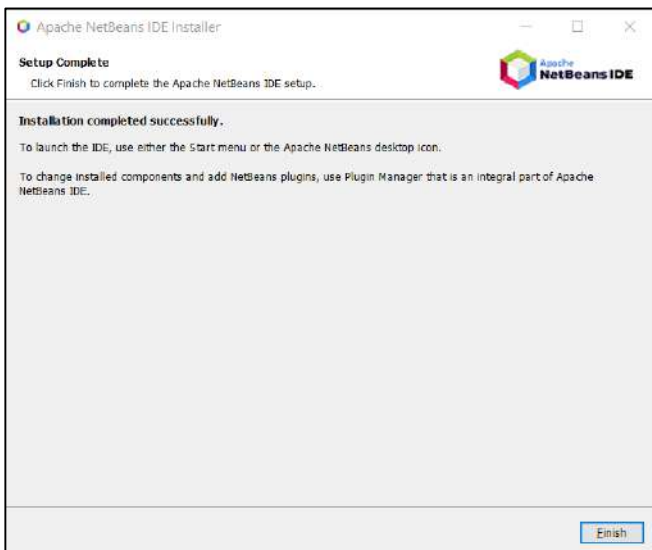 Apache NetBeans IDE Installer
Setup Complete
Click Finish to complete the Apache NetBeans IDE setup.
Apache
NetBeans IDE
Installation completed successfully.
To launch the IDE, use either the Start menu or the Apache NetBeans desktop icon.
To change installed components and add NetBeans plugins, use Plugin Manager that is an integral part of Apache
NetBeans IDE.
Finish